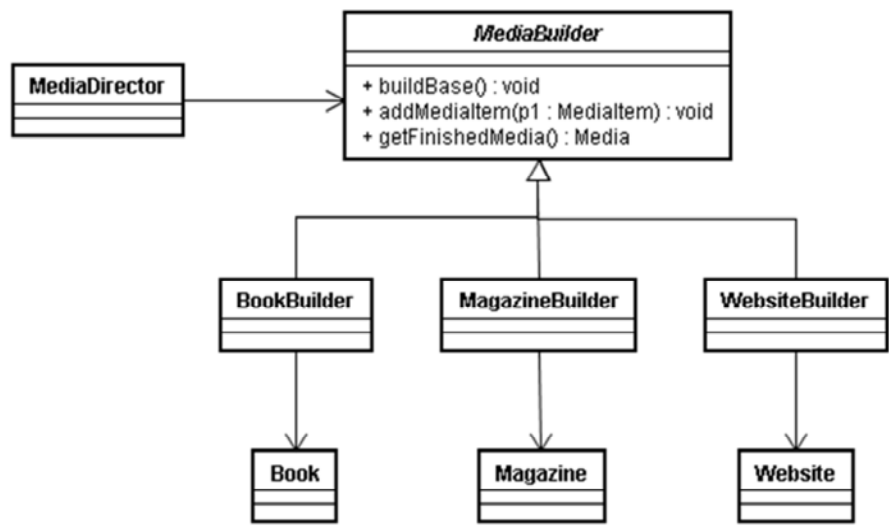 MediaBuilder
MediaDirector
+ buildBase() : void
+ addMediaItem(p1 : MediaItem) : void
+ getFinishedMedia() : Media
BookBuilder
MagazineBuilder
WebsiteBuilder
Book
Magazine
Website